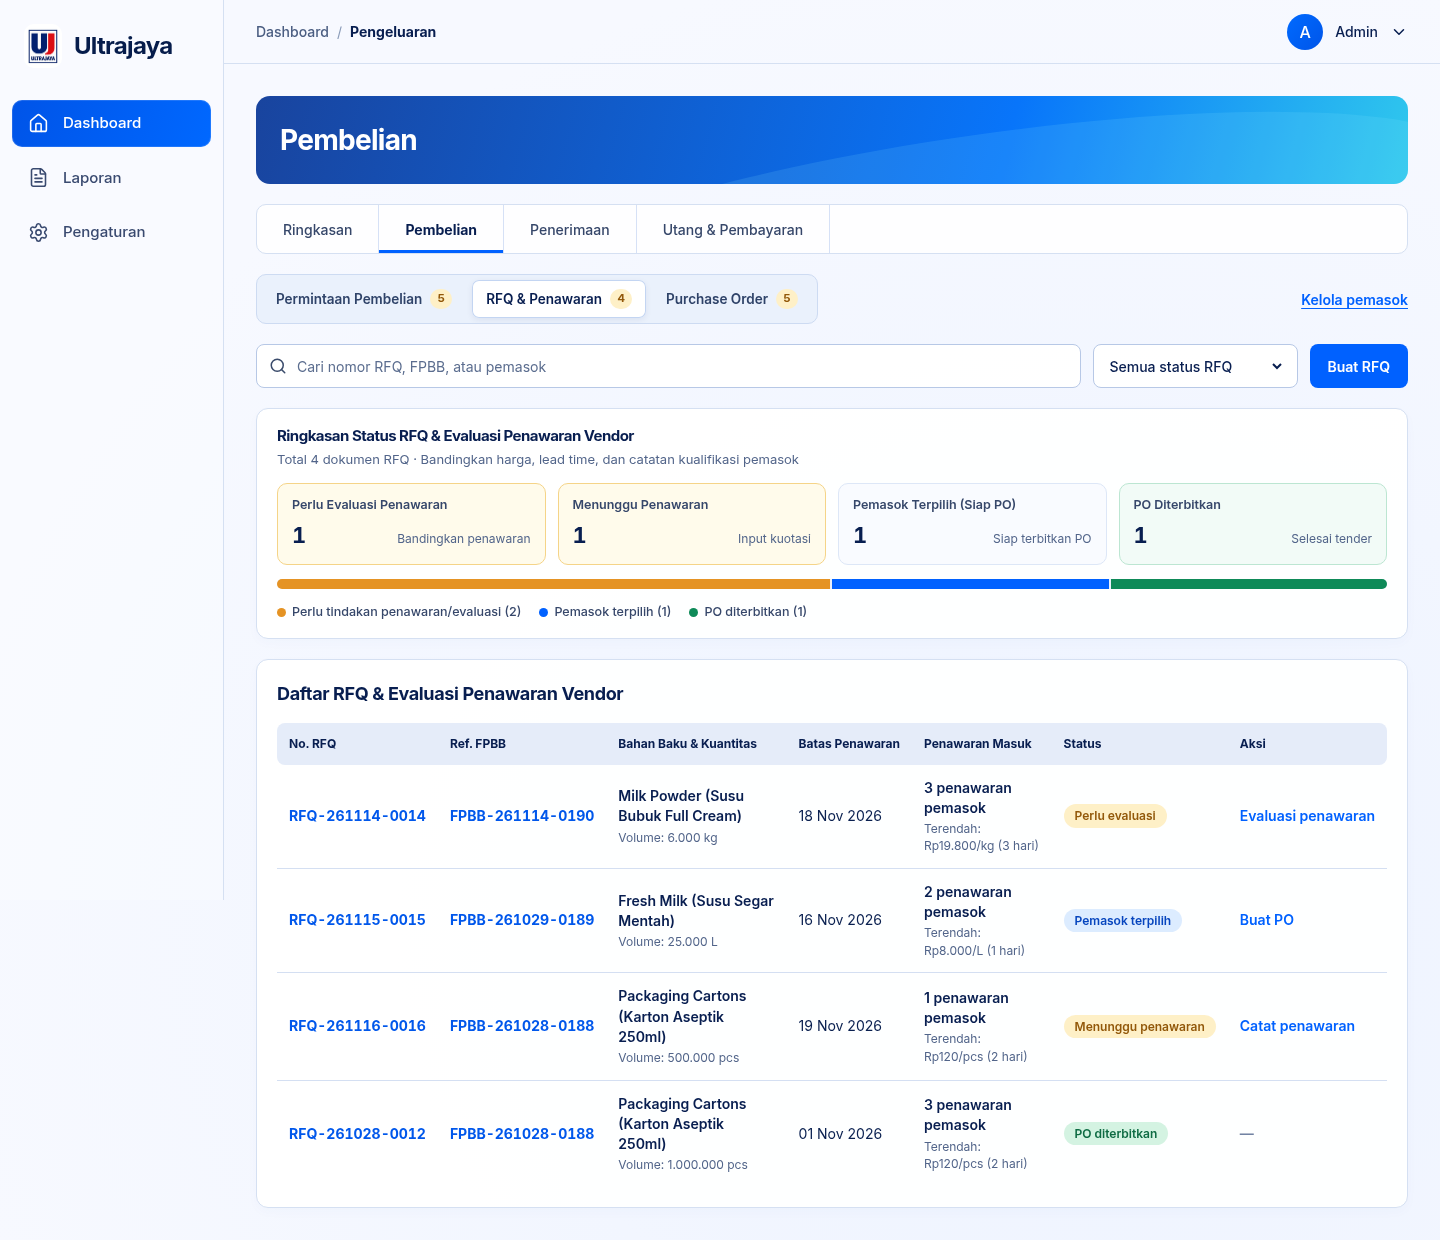 UJ
ULTRAJAYA
Ultrajaya
Dashboard
Laporan
Pengaturan
Dashboard / Pengeluaran
A Admin
Pembelian
Ringkasan Pembelian Penerimaan Utang & Pembayaran
Permintaan Pembelian 5 RFQ & Penawaran 4 Purchase Order 5
Kelola pemasok
Cari nomor RFQ, FPBB, atau pemasok
Semua status RFQ
Buat RFQ
Ringkasan Status RFQ & Evaluasi Penawaran Vendor
Total 4 dokumen RFQ · Bandingkan harga, lead time, dan catatan kualifikasi pemasok
Perlu Evaluasi Penawaran
1 Bandingkan penawaran
Menunggu Penawaran
1 Input kuotasi
Pemasok Terpilih (Siap PO)
1 Siap terbitkan PO
PO Diterbitkan
1 Selesai tender
Perlu tindakan penawaran/evaluasi (2) Pemasok terpilih (1) PO diterbitkan (1)
Daftar RFQ & Evaluasi Penawaran Vendor
No. RFQ Ref. FPBB Bahan Baku & Kuantitas Batas Penawaran Penawaran Masuk Status Aksi
RFQ-261114-0014
FPBB-261114-0190
Milk Powder (Susu
Bubuk Full Cream)
Volume: 6.000 kg
18 Nov 2026
3 penawaran
pemasok
Terendah:
Rp19.800/kg (3 hari)
Perlu evaluasi
Evaluasi penawaran
RFQ-261115-0015
FPBB-261029-0189
Fresh Milk (Susu Segar
Mentah)
Volume: 25.000 L
16 Nov 2026
2 penawaran
pemasok
Terendah:
Rp8.000/L (1 hari)
Pemasok terpilih
Buat PO
RFQ-261116-0016
FPBB-261028-0188
Packaging Cartons
(Karton Aseptik
250ml)
Volume: 500.000 pcs
19 Nov 2026
1 penawaran
pemasok
Terendah:
Rp120/pcs (2 hari)
Menunggu penawaran
Catat penawaran
RFQ-261028-0012
FPBB-261028-0188
Packaging Cartons
(Karton Aseptik
250ml)
Volume: 1.000.000 pcs
01 Nov 2026
3 penawaran
pemasok
Terendah:
Rp120/pcs (2 hari)
PO diterbitkan
—